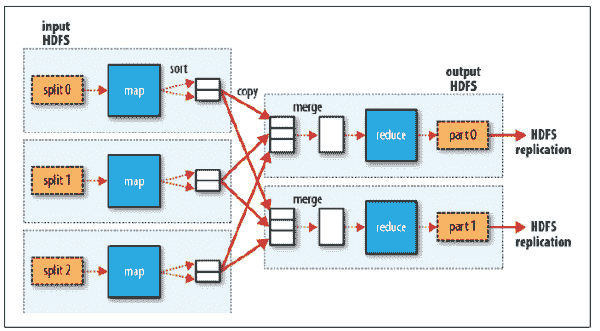 input
HDFS
split 0
map
sort
copy
split 1
map
split 2
map
output
HDFS
merge
reduce
part 0
HDFS
replication
merge
reduce
part 1
HDFS
replication